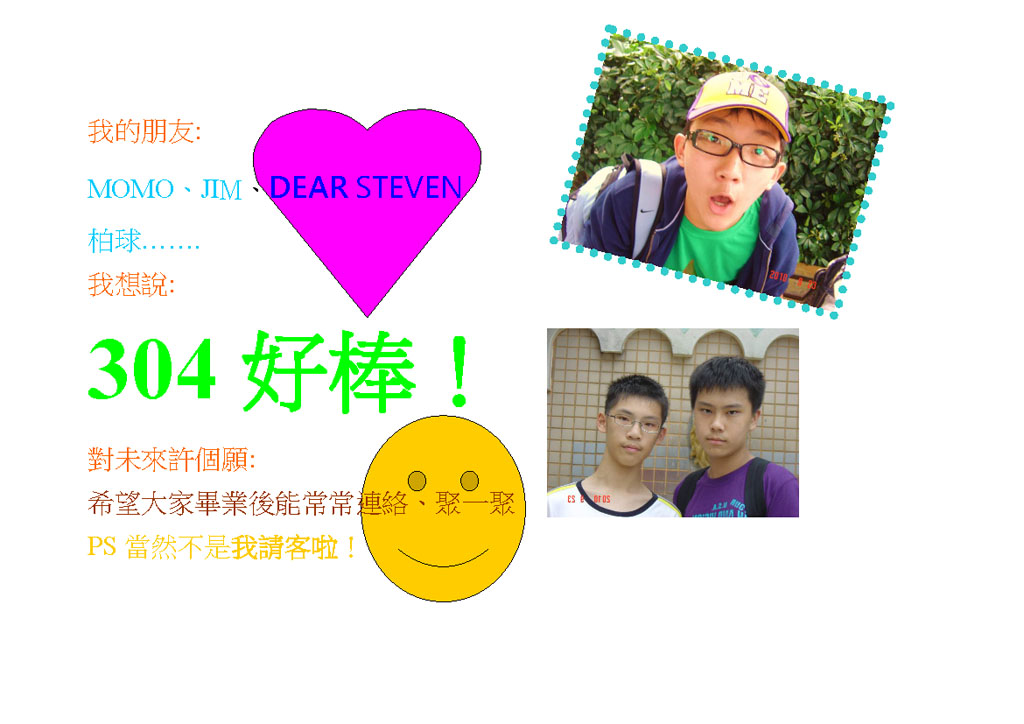 我的朋友:
MOMO、JIM、DEAR STEVEN
柏球.......
我想說:
304 好棒！
對未來許個願:
希望大家畢業後能常常連絡、聚一聚
PS 當然不是我請客啦！
ME